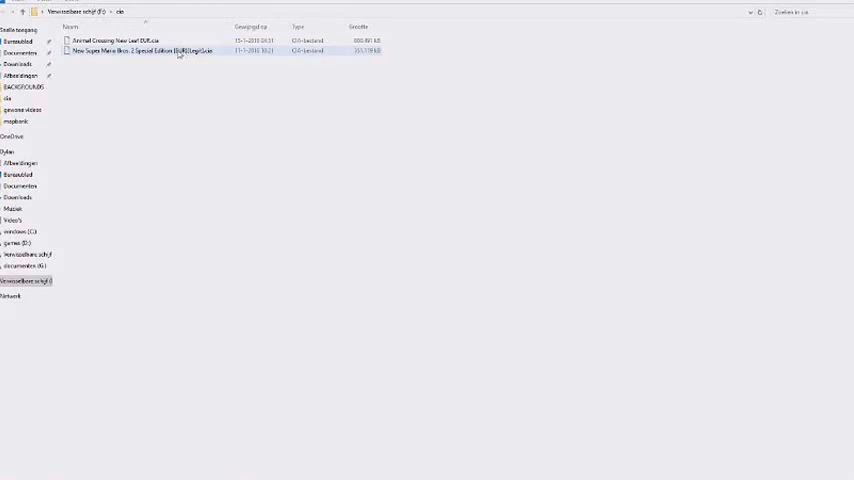 Verwisselbare schijf (F:) › cia
Zoeken in cia
Naam
Gewijzigd op
Type
Grootte
Snelle toegang
Animal Crossing New Leaf EUR.cia
CIA-bestand
New Super Mario Bros. 2 Special Edition [EUR][Legit].cia
CIA-bestand
Bureaublad
Documenten
Downloads
Afbeeldingen
BACKGROUNDS
cia
gewone videos
mapbank
OneDrive
Dylan
Afbeeldingen
Bureaublad
Documenten
Downloads
Muziek
Video's
windows (C:)
games (D:)
Verwisselbare schijf
documenten (G:)
Verwisselbare schijf (
Netwerk